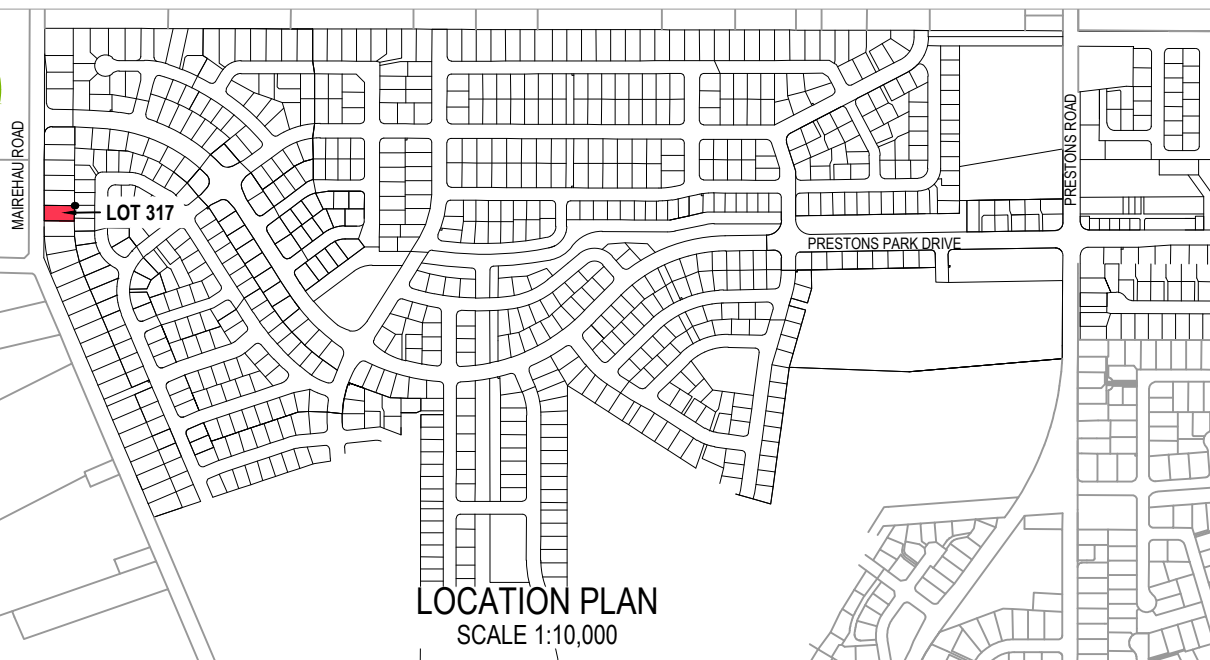 MAIREHAU ROAD
LOT 317
PRESTONS ROAD
PRESTONS PARK DRIVE
LOCATION PLAN
SCALE 1:10,000